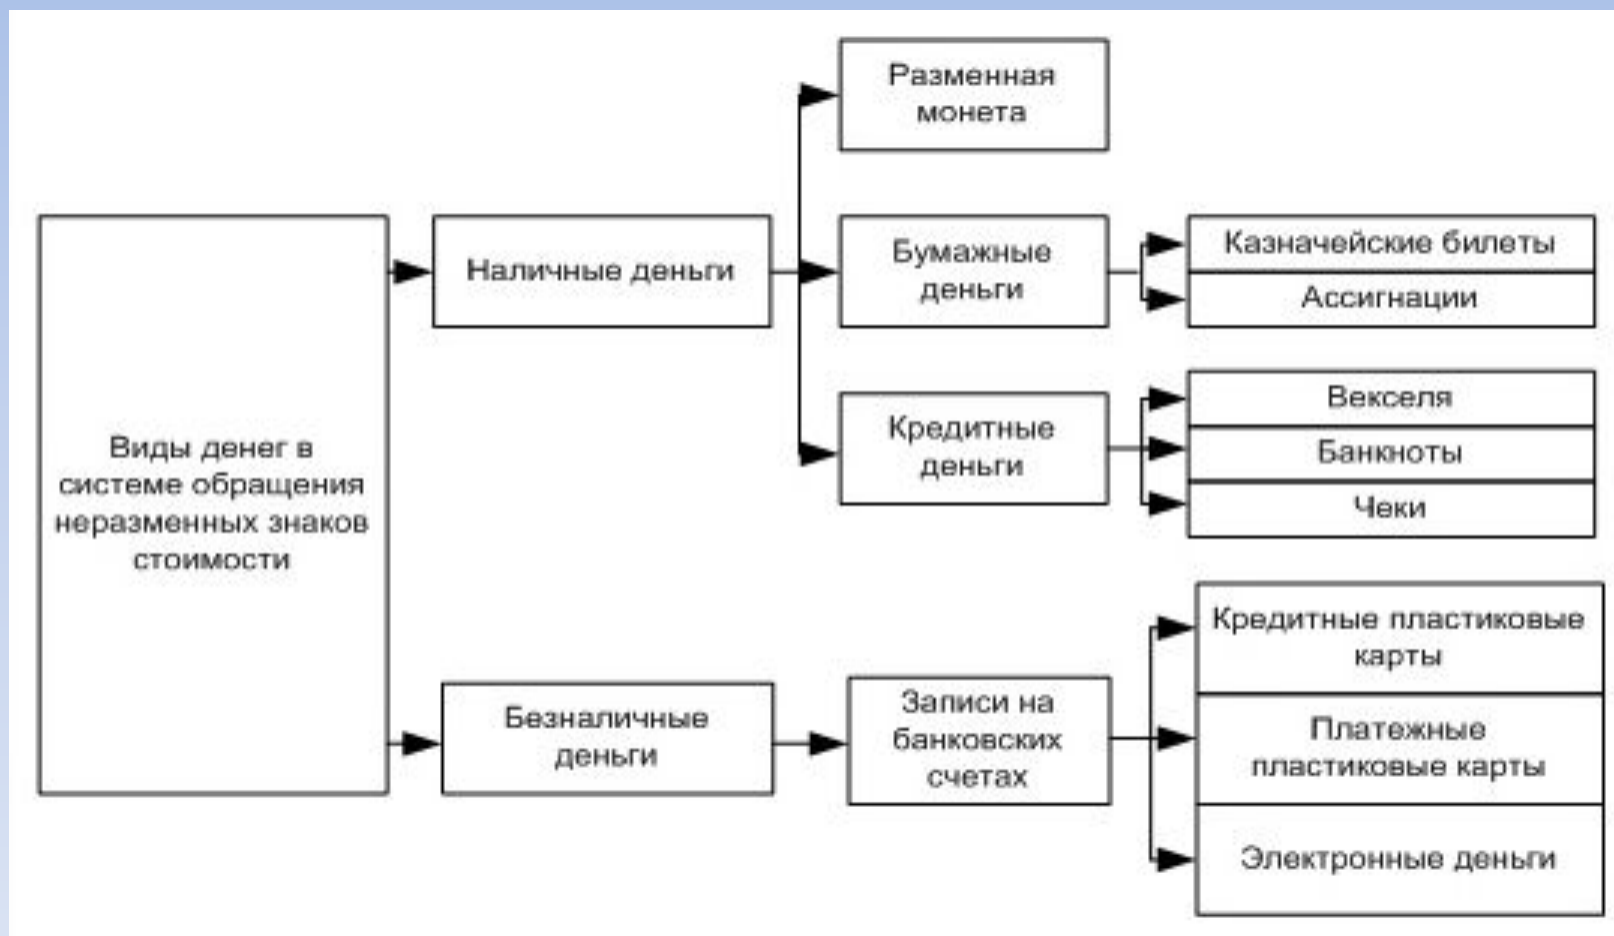 Разменная
монета
Наличные деньги
Бумажные
деньги
Казначейские билеты
Ассигнации
Кредитные
деньги
Векселя
Банкноты
Чеки
Виды денег в
системе обращения
неразменных знаков
стоимости
Безналичные
деньги
Записи на
банковских
счетах
Кредитные пластиковые
карты
Платежные
пластиковые карты
Электронные деньги